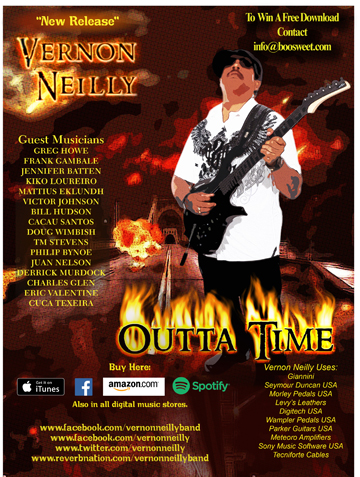 "New Release"
VERNON
NEILLY
To Win A Free Download
Contact
info@boosweet.com
Guest Musicians
GREG HOWE
FRANK GAMBALE
JENNIFER BATTEN
KIKO LOUREIRO
MATTIUS EKLUNDH
VICTOR JOHNSON
BILL HUDSON
CACAU SANTOS
DOUG WIMBISH
TM STEVENS
PHILIP BYNOE
JUAN NELSON
DERRICK MURDOCK
CHARLES GLEN
ERIC VALENTINE
CUCA TEXEIRA
OUTTA TIME
Buy Here:
Get it on
iTunes
f
amazon.com
Spotify
Also in all digital music stores.
www.facebook.com/vernonneillyband
www.facebook.com/vernonneilly
www.twitter.com/vernonneilly
www.reverbnation.com/vernonneillyband
Vernon Neilly Uses:
Giannini
Seymour Duncan USA
Morley Pedals USA
Levy's Leathers
Digitech USA
Wampler Pedals USA
Parker Guitars USA
Meteoro Amplifiers
Sony Music Software USA
Tecniforte Cables